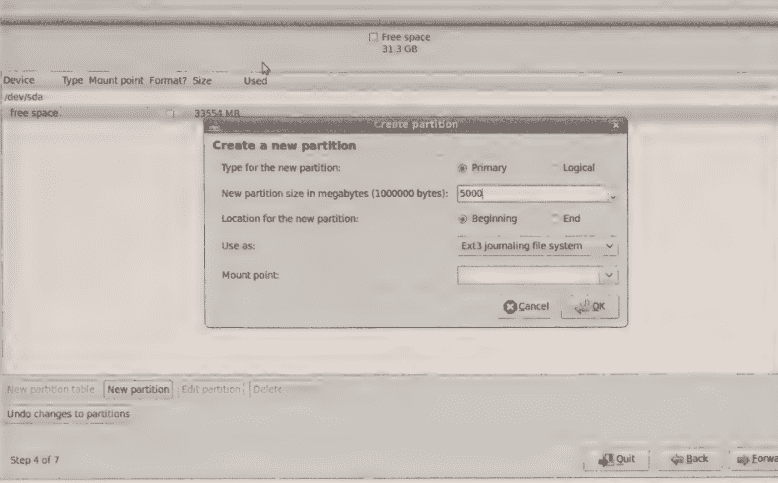 Free space
31.3 GB
Device Type Mount point Format? Size Used
/dev/sda
free space 33554 MB
Create partition
Create a new partition
Type for the new partition: Primary Logical
New partition size in megabytes (1000000 bytes): 5000
Location for the new partition: Beginning End
Use as: Ext3 journaling file system
Mount point:
Cancel OK
New partition table New partition Edit partition Delete
Undo changes to partitions
Step 4 of 7 Quit Back Forwa